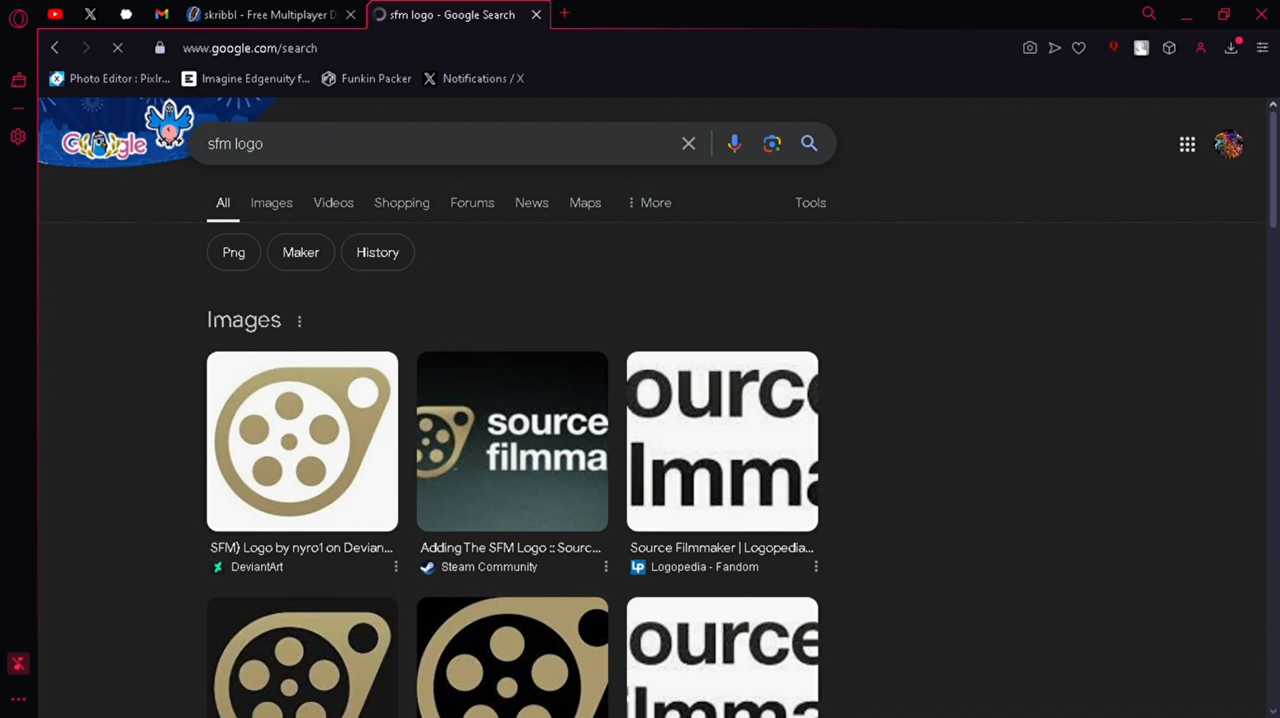 skribbl - Free Multiplayer D
sfm logo - Google Search
www.google.com/search
Photo Editor : Pixlr...
Imagine Edgenuity f...
Funkin Packer
Notifications / X
Google
sfm logo
All
Images
Videos
Shopping
Forums
News
Maps
More
Tools
Png
Maker
History
Images
source
filmma
ource
lmma
SFM} Logo by nyro1 on Devian...
Adding The SFM Logo :: Sourc...
Source Filmmaker | Logopedia...
DeviantArt
Steam Community
Logopedia - Fandom
ource